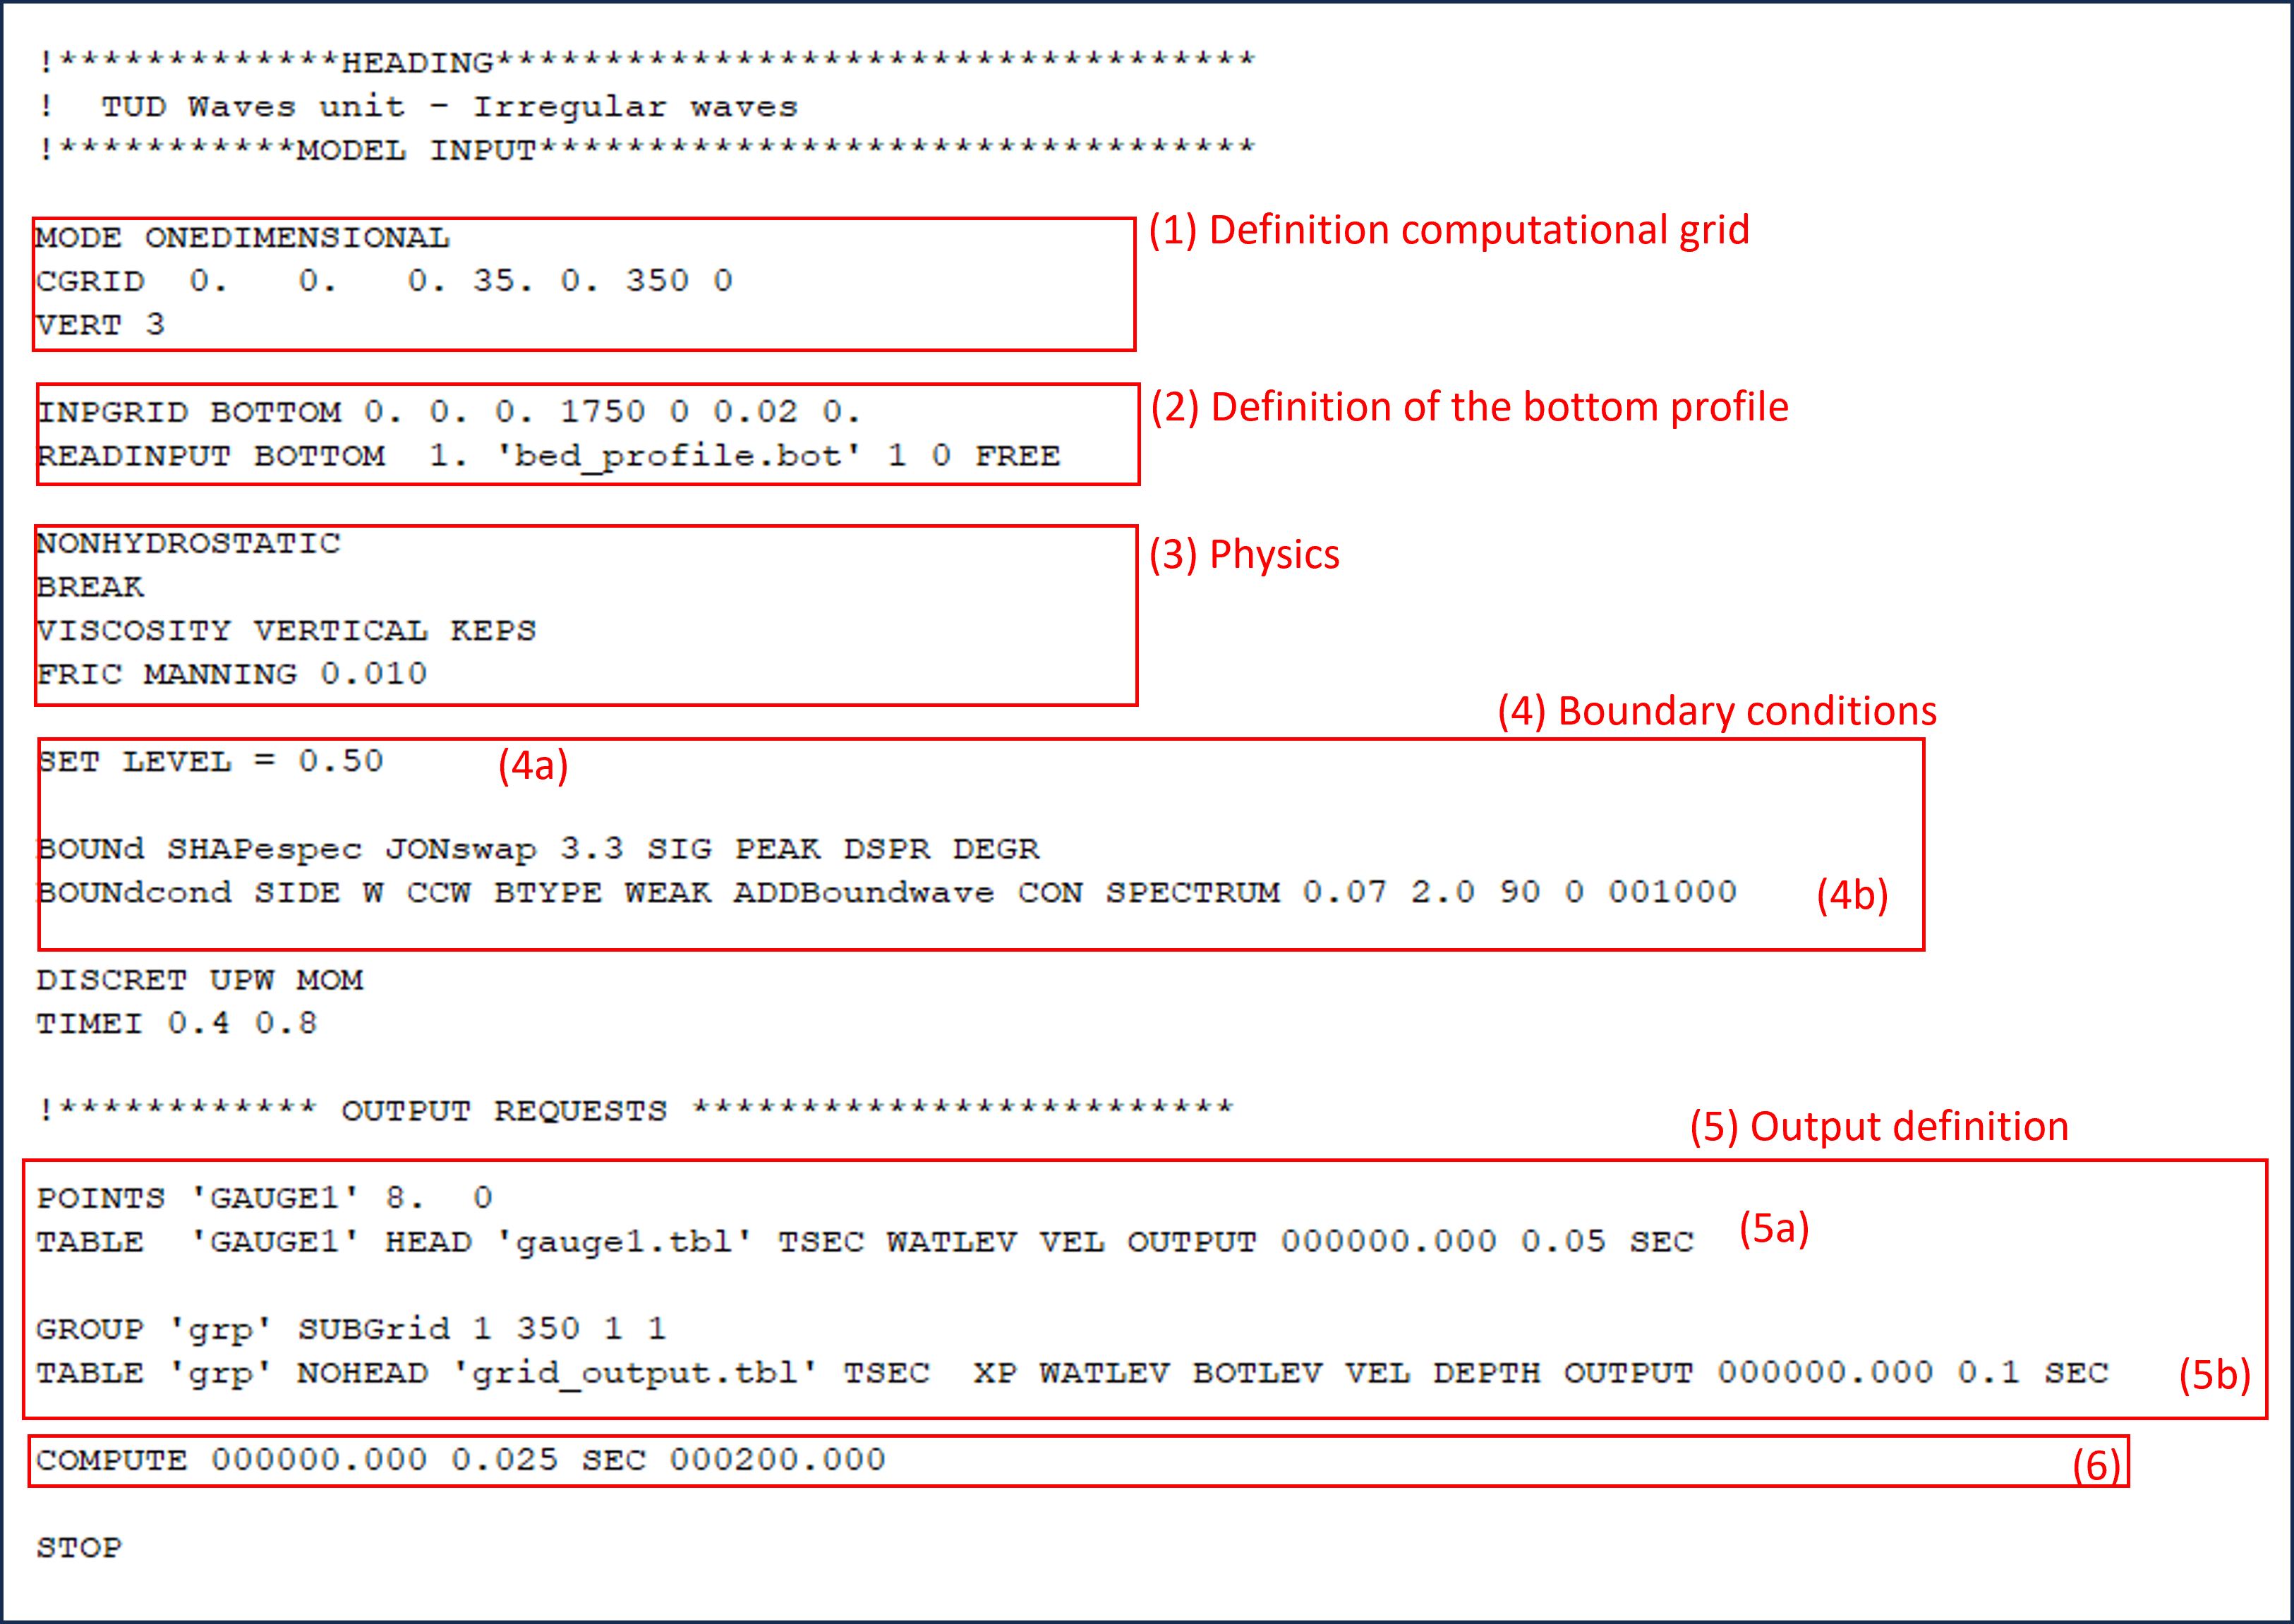 !*************HEADING***********************************
!  TUD Waves unit - Irregular waves
!***********MODEL INPUT*********************************
MODE ONEDIMENSIONAL (1) Definition computational grid
CGRID  0.   0.   0. 35. 0. 350 0
VERT 3
INPGRID BOTTOM 0. 0. 0. 1750 0 0.02 0. (2) Definition of the bottom profile
READINPUT BOTTOM  1. 'bed_profile.bot' 1 0 FREE
NONHYDROSTATIC (3) Physics
BREAK
VISCOSITY VERTICAL KEPS
FRIC MANNING 0.010
(4) Boundary conditions
SET LEVEL = 0.50 (4a)
BOUNd SHAPespec JONswap 3.3 SIG PEAK DSPR DEGR
BOUNdcond SIDE W CCW BTYPE WEAK ADDBoundwave CON SPECTRUM 0.07 2.0 90 0 001000 (4b)
DISCRET UPW MOM
TIMEI 0.4 0.8
!************ OUTPUT REQUESTS *************************
(5) Output definition
POINTS 'GAUGE1' 8.  0
TABLE  'GAUGE1' HEAD 'gauge1.tbl' TSEC WATLEV VEL OUTPUT 000000.000 0.05 SEC (5a)
GROUP 'grp' SUBGrid 1 350 1 1
TABLE 'grp' NOHEAD 'grid_output.tbl' TSEC  XP WATLEV BOTLEV VEL DEPTH OUTPUT 000000.000 0.1 SEC (5b)
COMPUTE 000000.000 0.025 SEC 000200.000 (6)
STOP